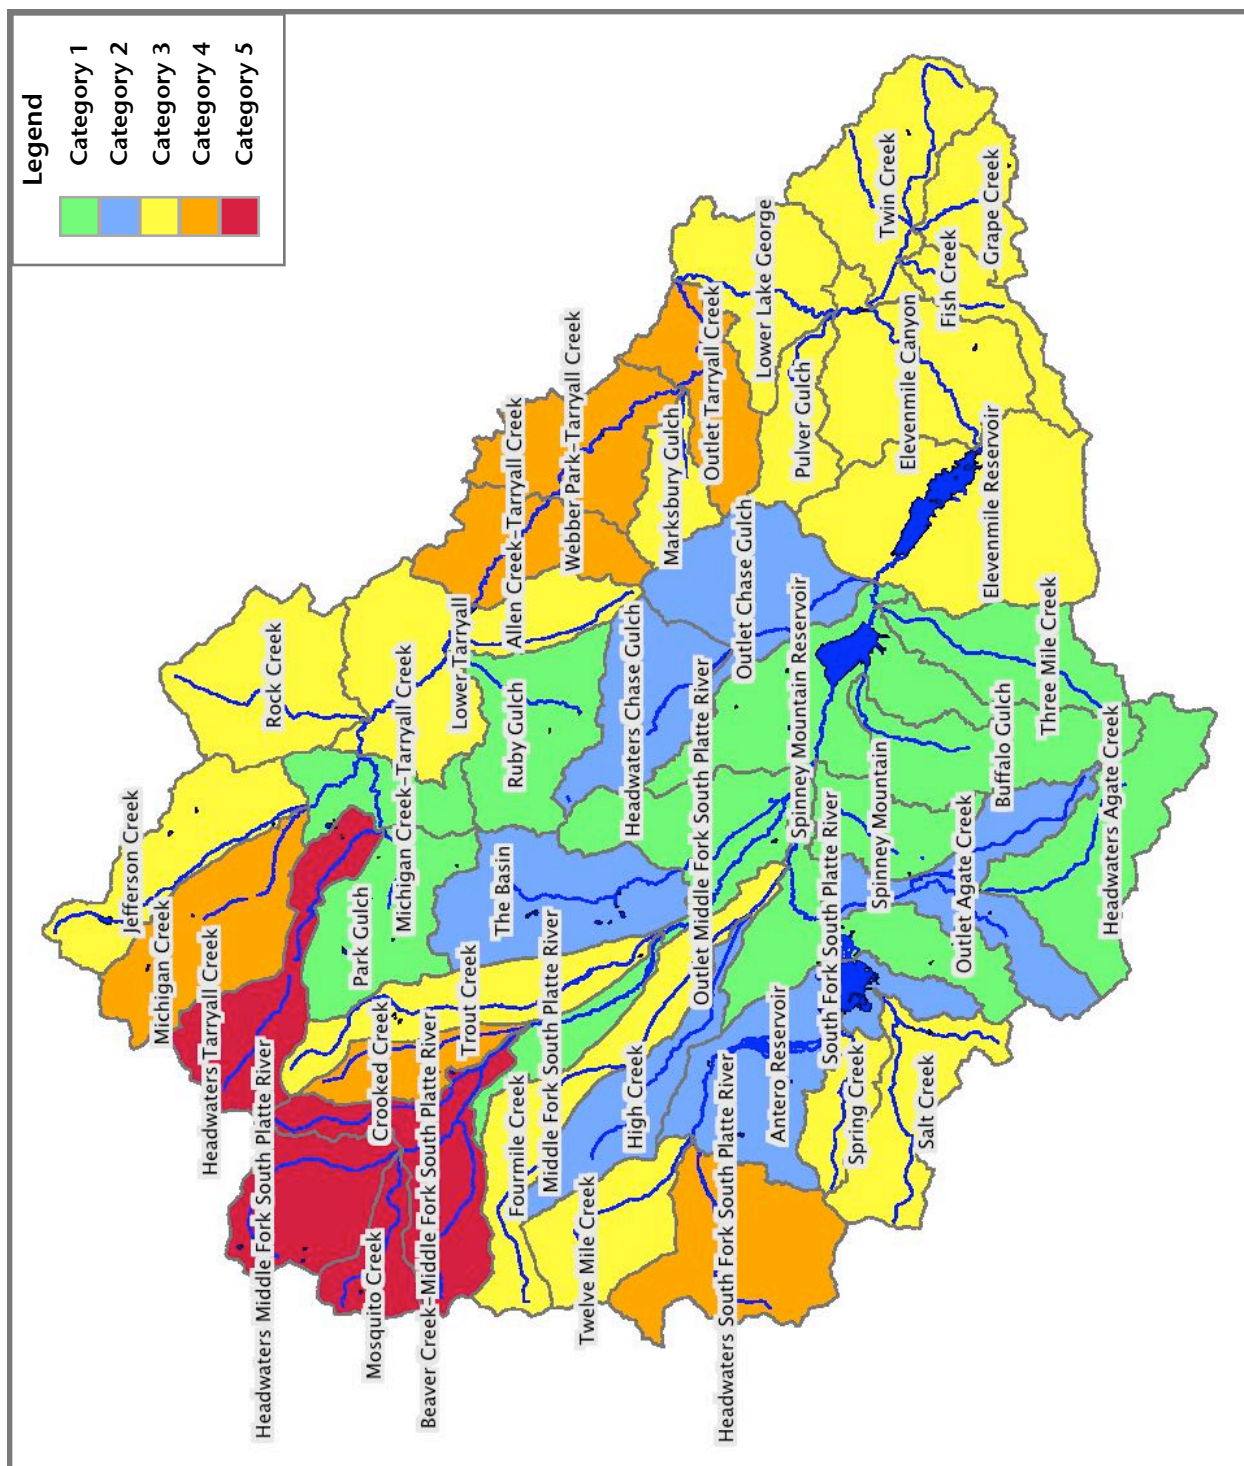 Legend
Category 1
Category 2
Category 3
Category 4
Category 5
Jefferson Creek
Michigan Creek
Headwaters Tarryall Creek
Headwaters Middle Fork South Platte River
Rock Creek
Park Gulch
Mosquito Creek
Crooked Creek
Michigan Creek-Tarryall Creek
Beaver Creek-Middle Fork South Platte River
Lower Tarryall
Trout Creek
The Basin
Ruby Gulch
Allen Creek-Tarryall Creek
Fourmile Creek
Middle Fork South Platte River
Webber Park-Tarryall Creek
Twelve Mile Creek
High Creek
Headwaters Chase Gulch
Marksbury Gulch
Outlet Middle Fork South Platte River
Outlet Tarryall Creek
Headwaters South Fork South Platte River
Outlet Chase Gulch
Lower Lake George
Antero Reservoir
Spinney Mountain Reservoir
Pulver Gulch
South Fork South Platte River
Spring Creek
Spinney Mountain
Twin Creek
Elevenmile Canyon
Salt Creek
Fish Creek
Outlet Agate Creek
Elevenmile Reservoir
Grape Creek
Buffalo Gulch
Three Mile Creek
Headwaters Agate Creek